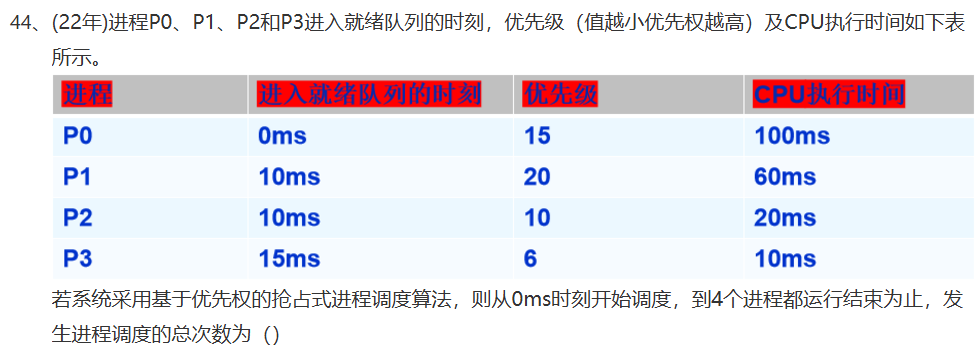 44、(22年)进程P0、P1、P2和P3进入就绪队列的时刻，优先级（值越小优先权越高）及CPU执行时间如下表
所示。
进程 进入就绪队列的时刻 优先级 CPU执行时间
P0 0ms 15 100ms
P1 10ms 20 60ms
P2 10ms 10 20ms
P3 15ms 6 10ms
若系统采用基于优先权的抢占式进程调度算法，则从0ms时刻开始调度，到4个进程都运行结束为止，发
生进程调度的总次数为（）